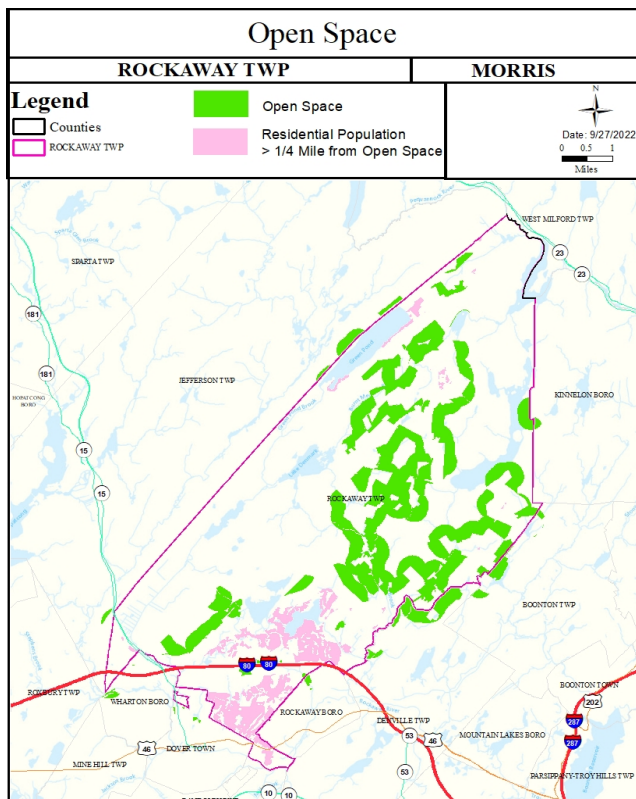 Open Space
ROCKAWAY TWP
MORRIS
Legend
Counties
ROCKAWAY TWP
Open Space
Residential Population
> 1/4 Mile from Open Space
N
Date: 9/27/2022
0 0.5 1
Miles
WEST MILFORD TWP
23
23
SPARTA TWP
181
JEFFERSON TWP
181
HOPATCONG
BORO
KINNELON BORO
15
15
ROCKAWAY TWP
BOONTON TWP
80 80
ROXBURY TWP
WHARTON BORO
ROCKAWAY BORO
BOONTON TOWN
202
DENVILLE TWP
287
MOUNTAIN LAKES BORO
53
46
46
DOVER TOWN
287
MINE HILL TWP
53
PARSIPPANY-TROY HILLS TWP
10 10